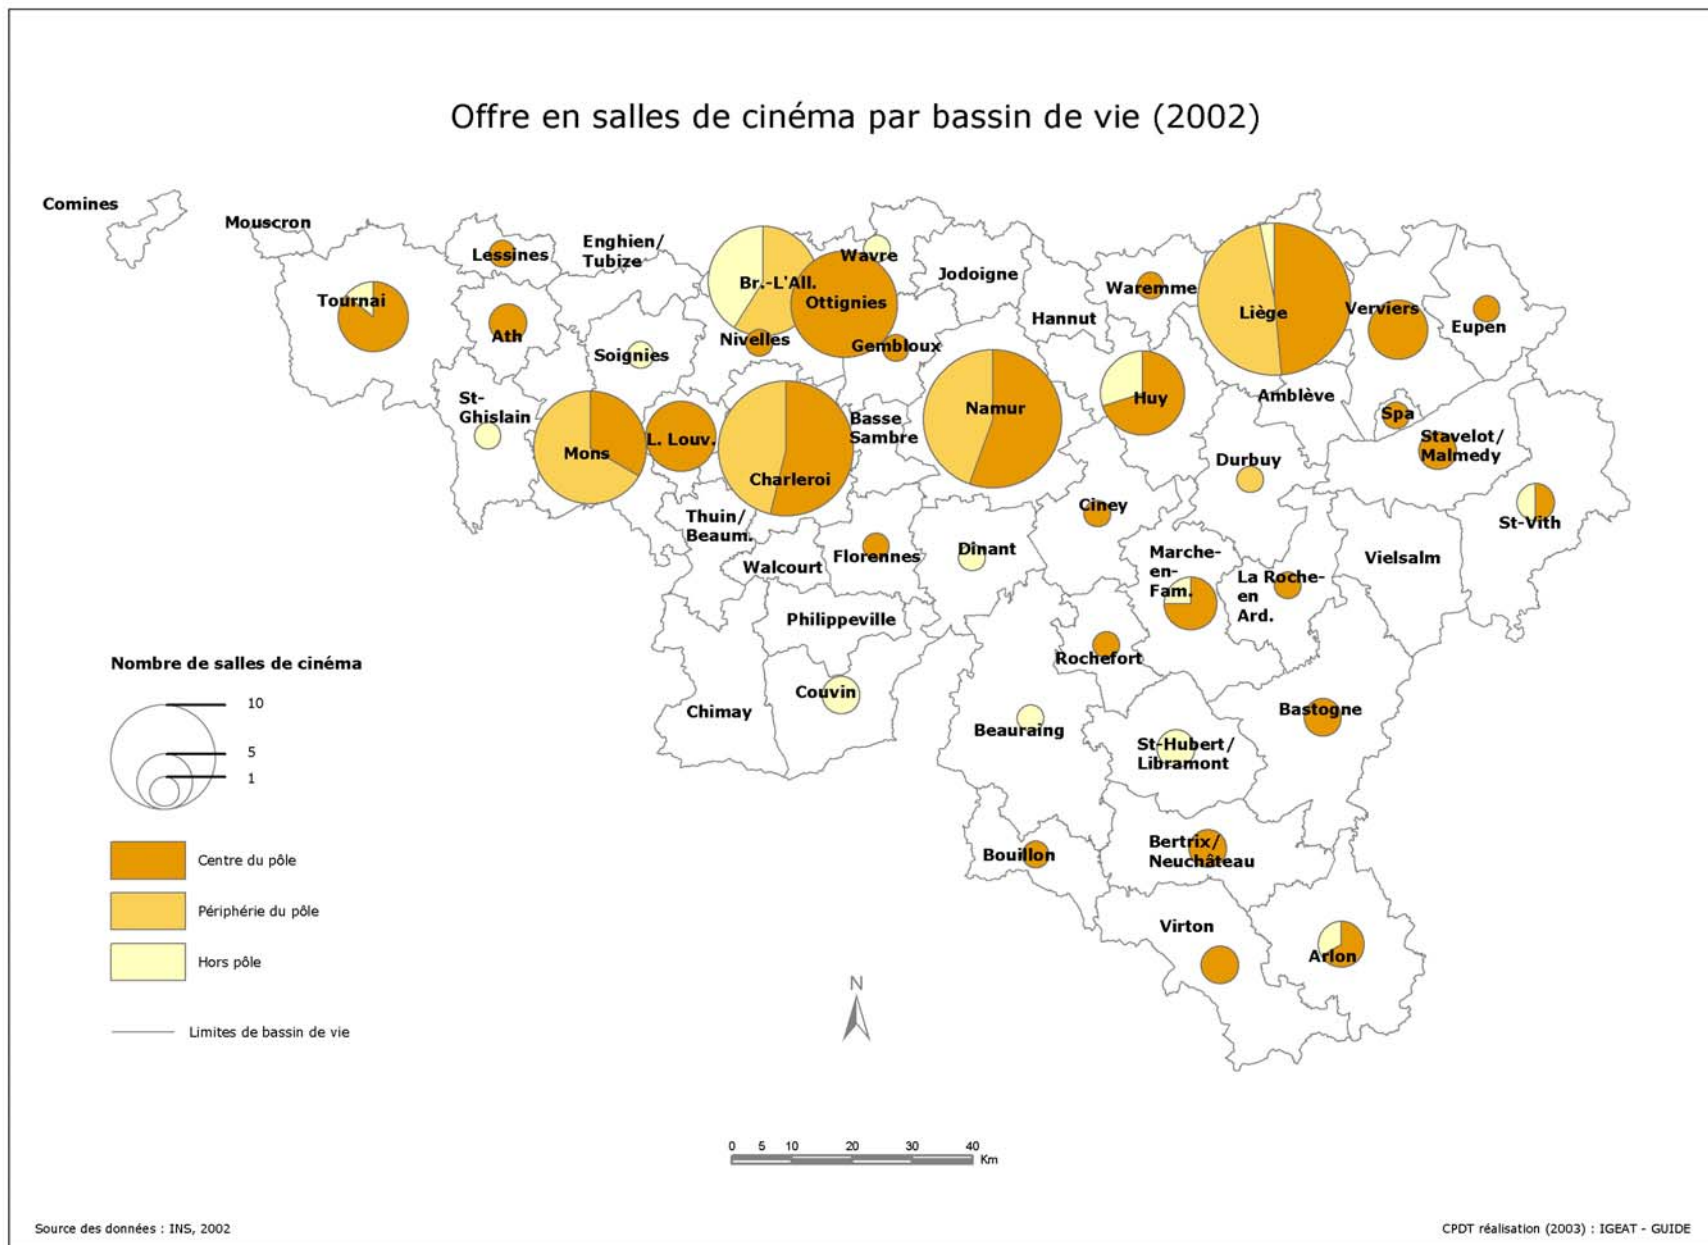 Offre en salles de cinéma par bassin de vie (2002)
Comines
Mouscron
Lessines
Enghien/
Tubize
Wavre
Br.-L'All.
Ottignies
Jodoigne
Waremme
Hannut
Liège
Verviers
Eupen
Tournai
Ath
Soignies
Nivelles
Gembloux
St-
Ghislain
Mons
L. Louv.
Charleroi
Basse
Sambre
Namur
Huy
Amblève
Spa
Stavelot/
Malmedy
Durbuy
St-Vith
Thuin/
Beaum.
Walcourt
Florennes
Dinant
Ciney
Marche-
en-
Fam.
La Roche-
en
Ard.
Vielsalm
Philippeville
Rochefort
Chimay
Couvin
Beauraing
St-Hubert/
Libramont
Bastogne
Bouillon
Bertrix/
Neuchâteau
Virton
Arlon
Nombre de salles de cinéma
10
5
1
Centre du pôle
Périphérie du pôle
Hors pôle
Limites de bassin de vie
N
0 5 10 20 30 40
Km
Source des données : INS, 2002
CPDT réalisation (2003) : IGEAT - GUIDE